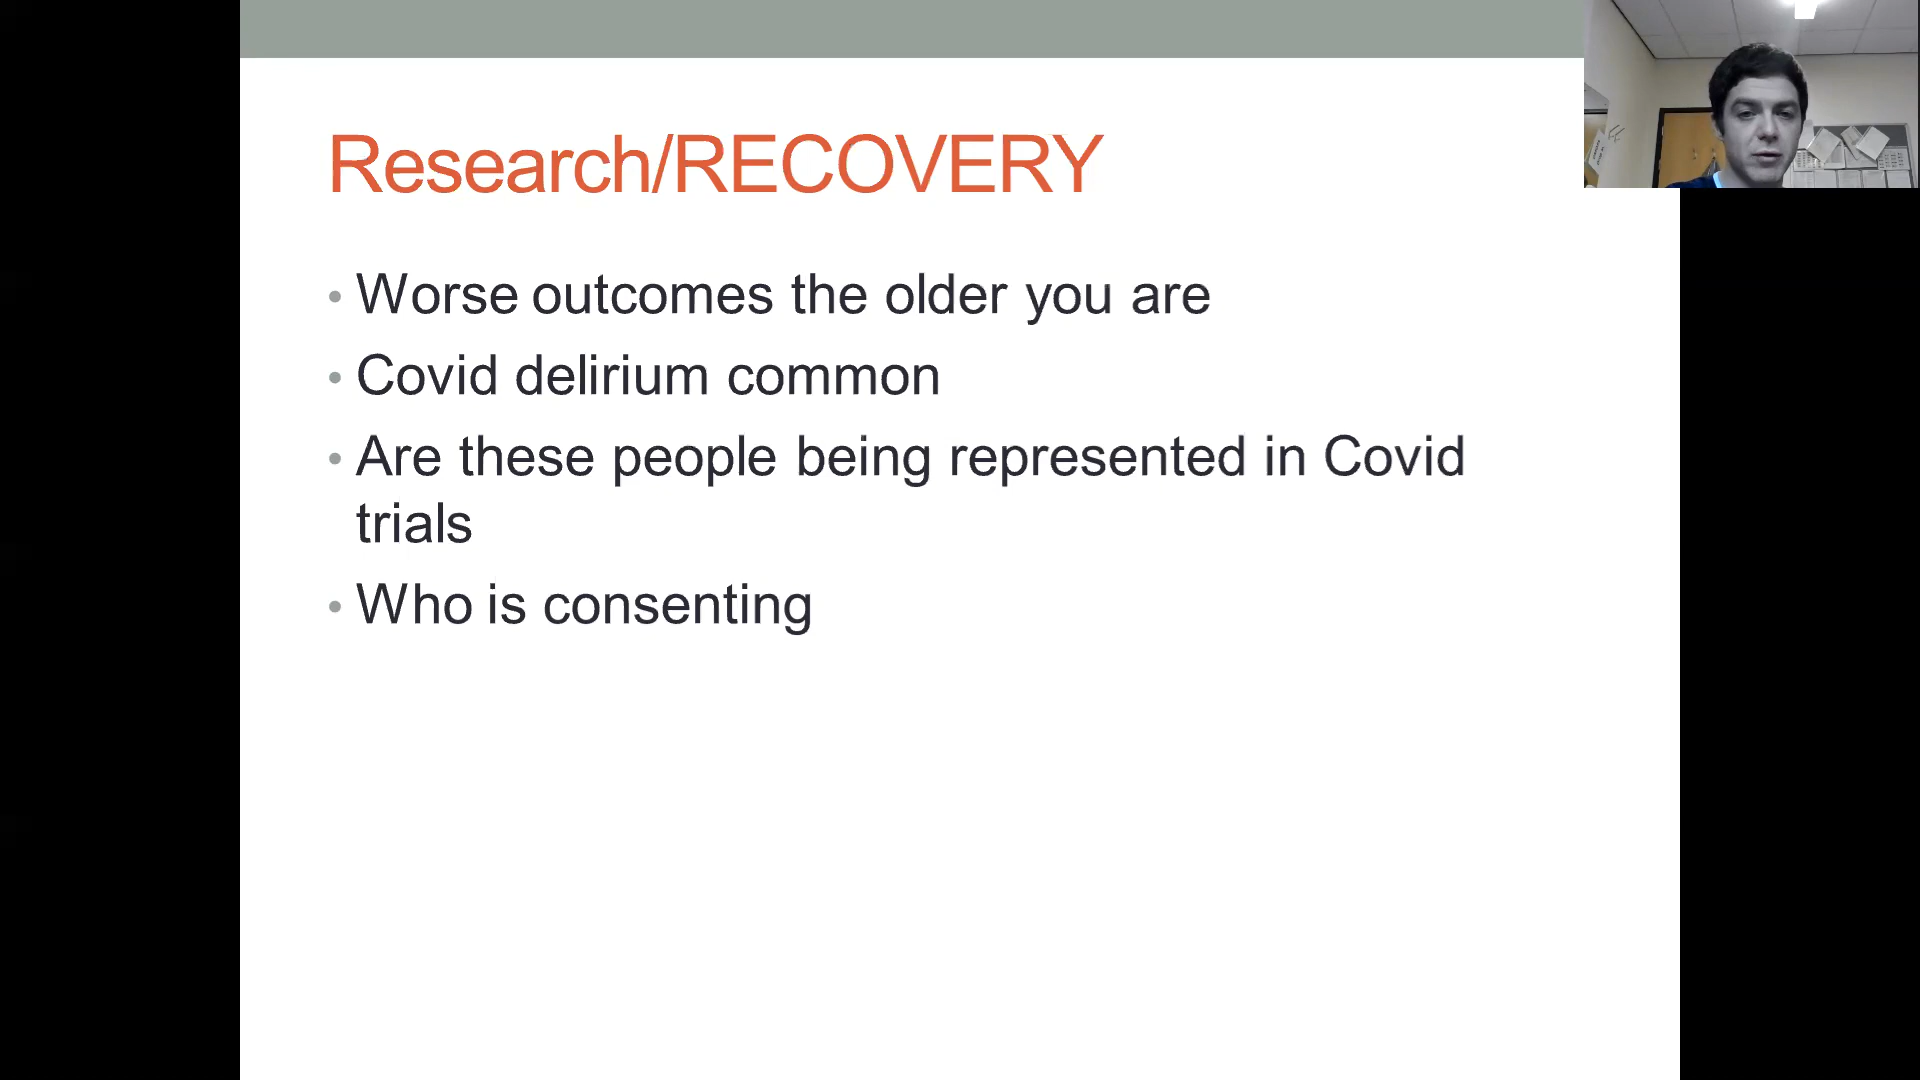 Research/RECOVERY
• Worse outcomes the older you are
• Covid delirium common
• Are these people being represented in Covid
trials
• Who is consenting